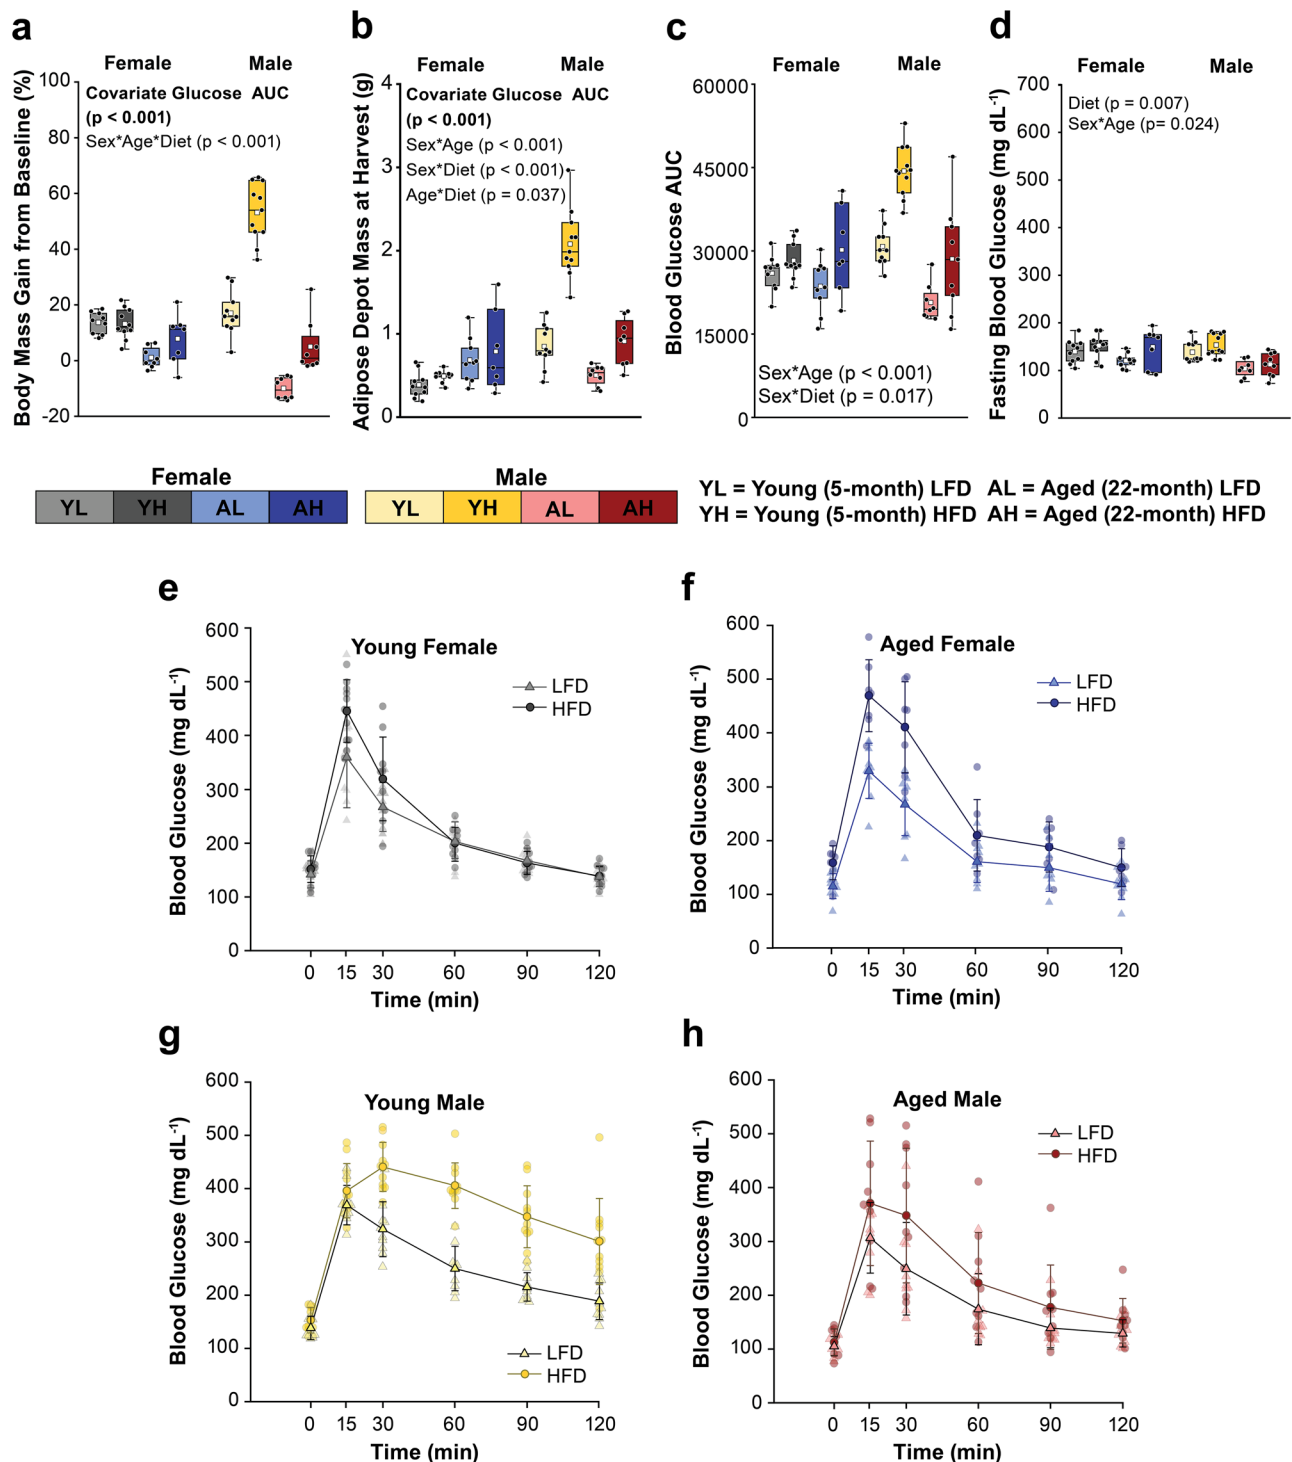 a
b
c
d
Female Male
Body Mass Gain from Baseline (%)
100
80
60
40
20
0
-20
Covariate Glucose AUC
(p < 0.001)
Sex*Age*Diet (p < 0.001)
Female Male
Adipose Depot Mass at Harvest (g)
4
3
2
1
0
Covariate Glucose AUC
(p < 0.001)
Sex*Age (p < 0.001)
Sex*Diet (p < 0.001)
Age*Diet (p = 0.037)
Female Male
Blood Glucose AUC
60000
45000
30000
15000
0
Sex*Age (p < 0.001)
Sex*Diet (p = 0.017)
Female Male
Fasting Blood Glucose (mg dL-1)
700
600
500
400
300
200
100
0
Diet (p = 0.007)
Sex*Age (p= 0.024)
Female
YL YH AL AH
Male
YL YH AL AH
YL = Young (5-month) LFD AL = Aged (22-month) LFD
YH = Young (5-month) HFD AH = Aged (22-month) HFD
e
Young Female
LFD
HFD
Blood Glucose (mg dL-1)
600
500
400
300
200
100
0
0 15 30 60 90 120
Time (min)
f
Aged Female
LFD
HFD
Blood Glucose (mg dL-1)
600
500
400
300
200
100
0
0 15 30 60 90 120
Time (min)
g
Young Male
LFD
HFD
Blood Glucose (mg dL-1)
600
500
400
300
200
100
0
0 15 30 60 90 120
Time (min)
h
Aged Male
LFD
HFD
Blood Glucose (mg dL-1)
600
500
400
300
200
100
0
0 15 30 60 90 120
Time (min)